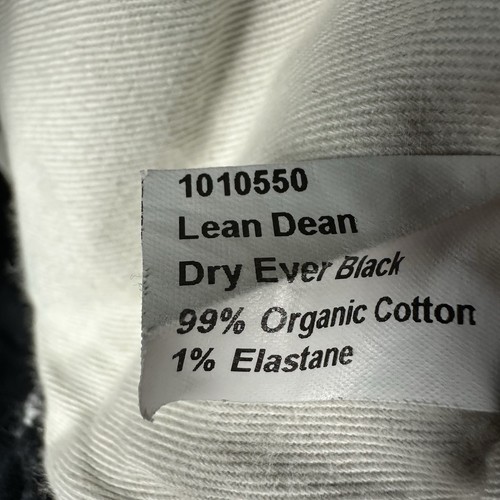 1010550
Lean Dean
Dry Ever Black
99% Organic Cotton
1% Elastane